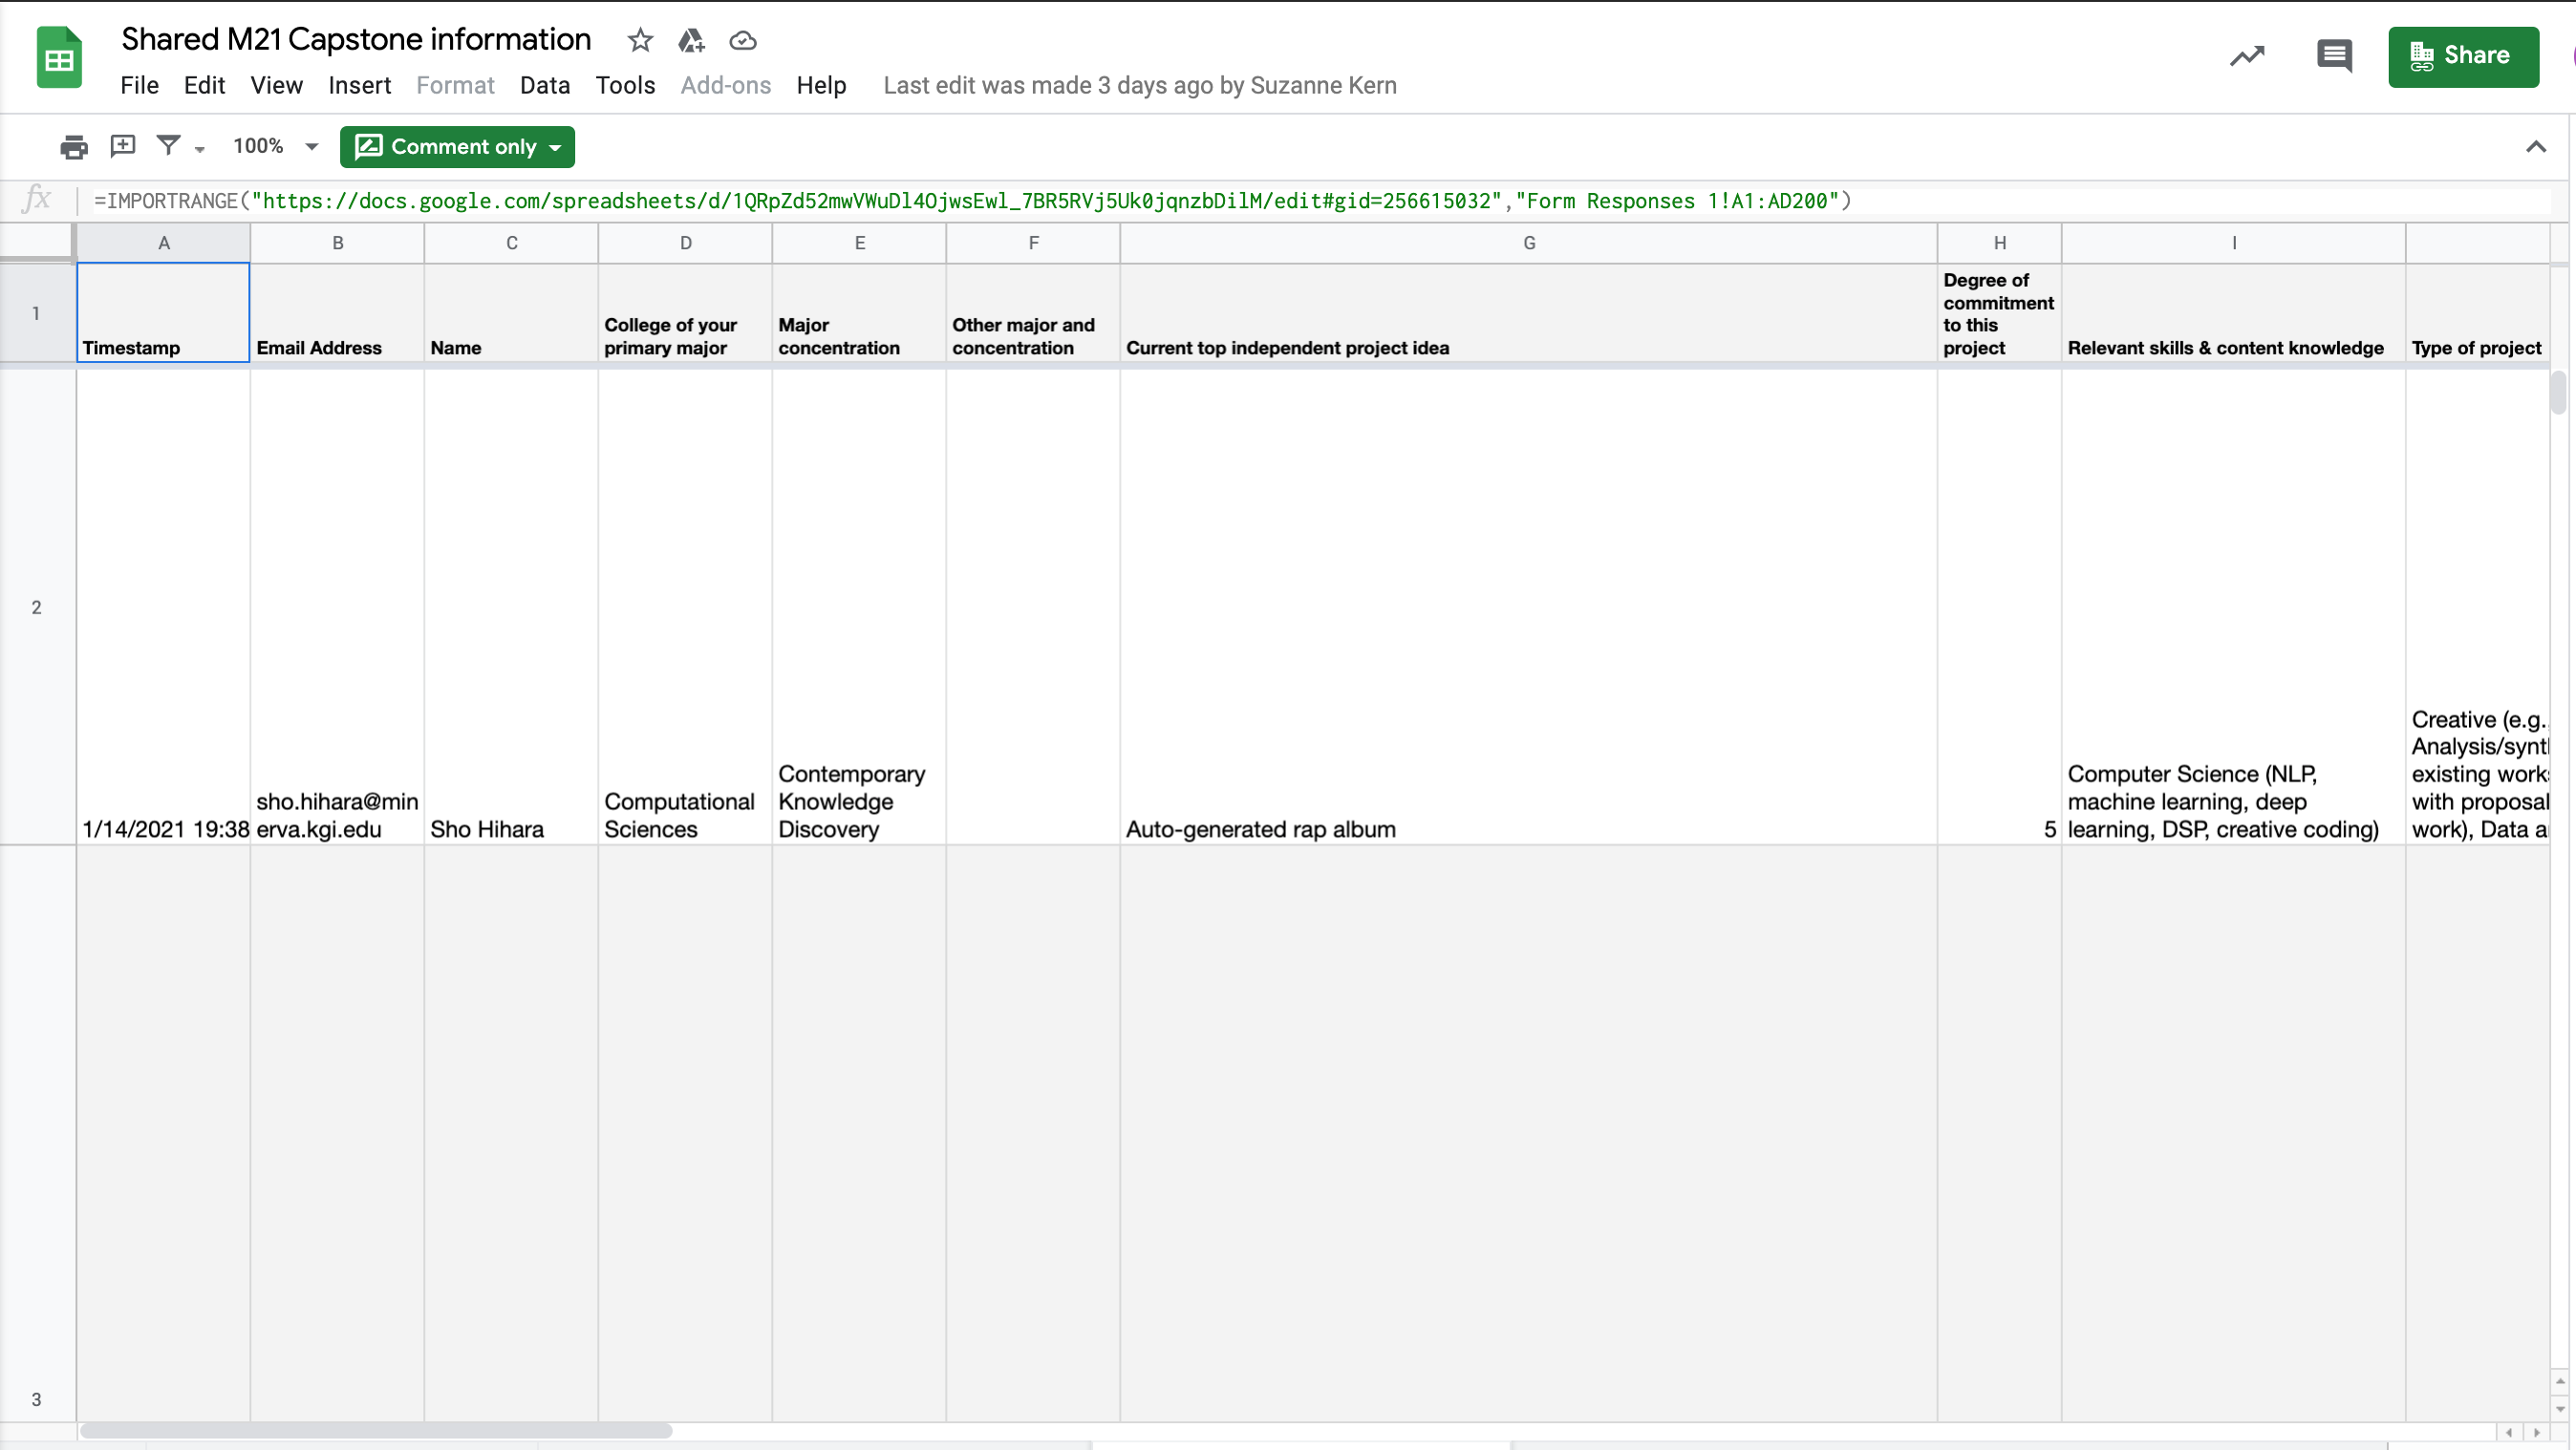 Shared M21 Capstone information
File Edit View Insert Format Data Tools Add-ons Help Last edit was made 3 days ago by Suzanne Kern
Share
100% Comment only
fx =IMPORTRANGE("https://docs.google.com/spreadsheets/d/1QRpZd52mwVWuDl4OjwsEwl_7BR5RVj5Uk0jqnzbDilM/edit#gid=256615032","Form Responses 1!A1:AD200")
A B C D E F G H I
1
Timestamp
Email Address
Name
College of your
primary major
Major
concentration
Other major and
concentration
Current top independent project idea
Degree of
commitment
to this
project
Relevant skills & content knowledge
Type of project
2
1/14/2021 19:38
sho.hihara@min
erva.kgi.edu
Sho Hihara
Computational
Sciences
Contemporary
Knowledge
Discovery
Auto-generated rap album
5
Computer Science (NLP,
machine learning, deep
learning, DSP, creative coding)
Creative (e.g.
Analysis/synt
existing work
with proposal
work), Data a
3